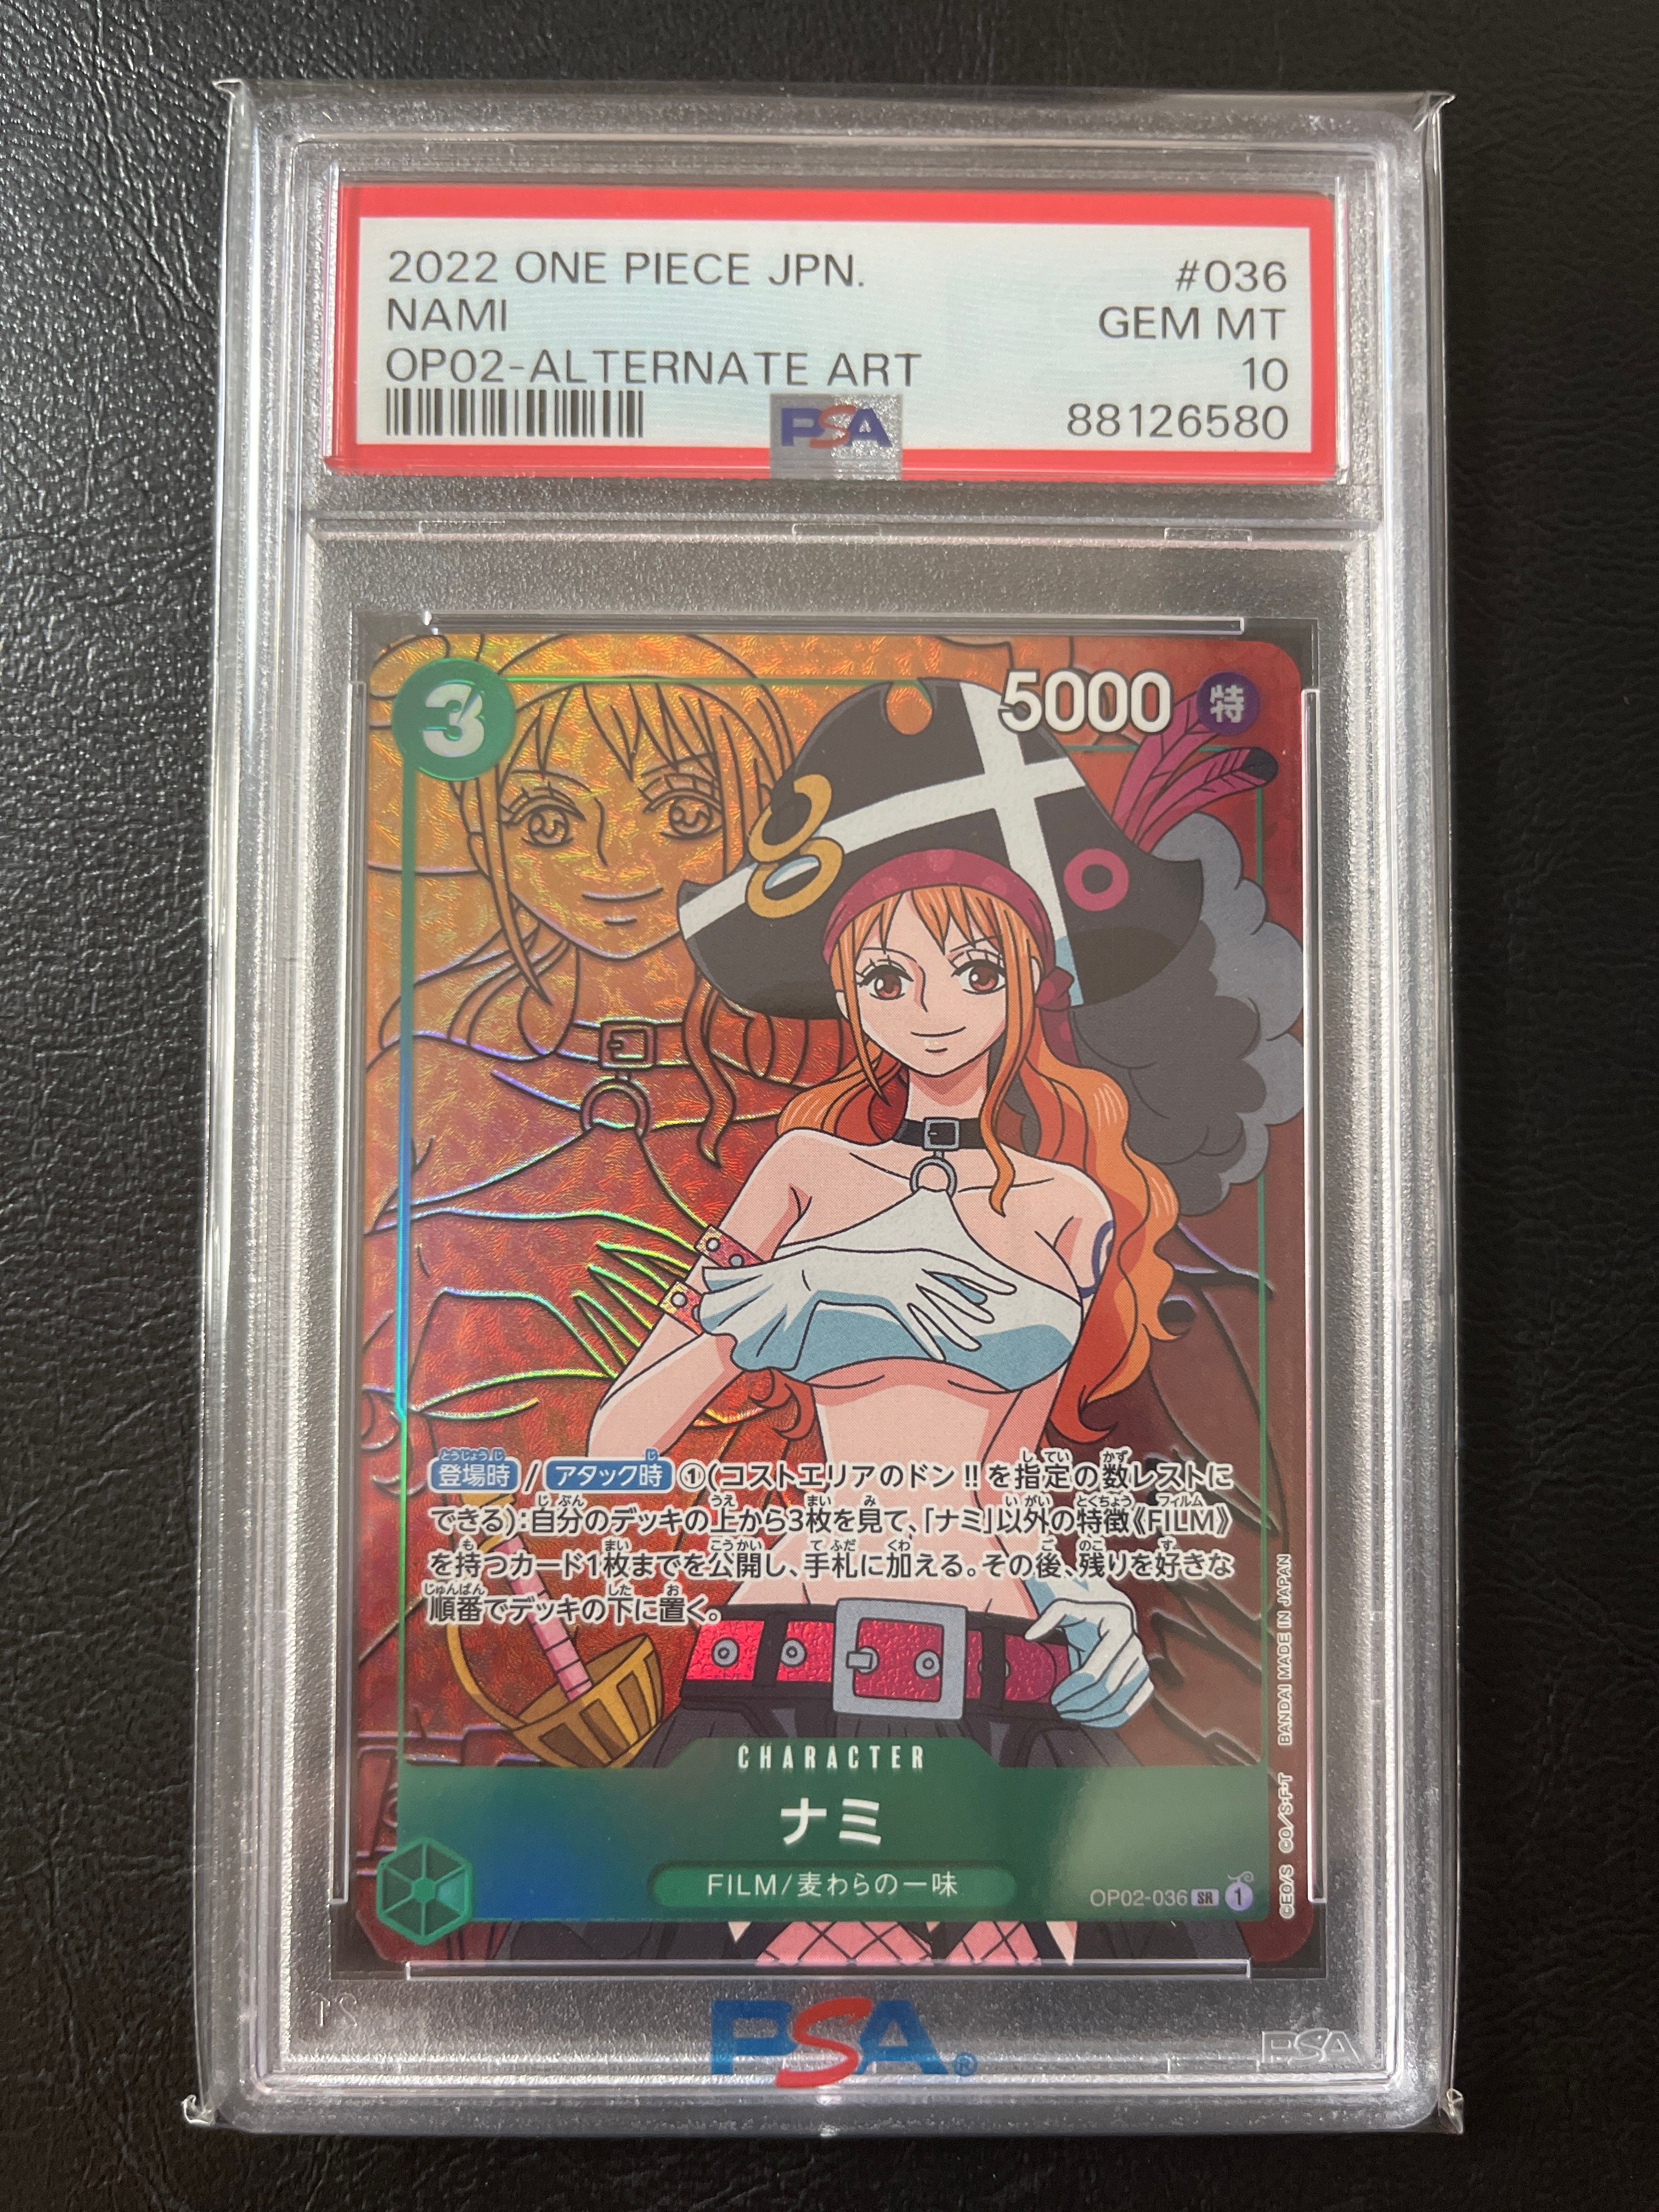 2022 ONE PIECE JPN. #036
NAMI GEM MT
OP02-ALTERNATE ART 10
PSA 88126580
3 5000 特
登場時 / アタック時 ①(コストエリアのドン!!を指定の数レストに
できる):自分のデッキの上から3枚を見て、「ナミ」以外の特徴《FILM》
を持つカード1枚までを公開し、手札に加える。その後、残りを好きな
順番でデッキの下に置く。
CHARACTER
ナミ
FILM/麦わらの一味
OP02-036 SR 1
©EO/S ©O/S·F·T BANDAI MADE IN JAPAN
PSA®
PSA